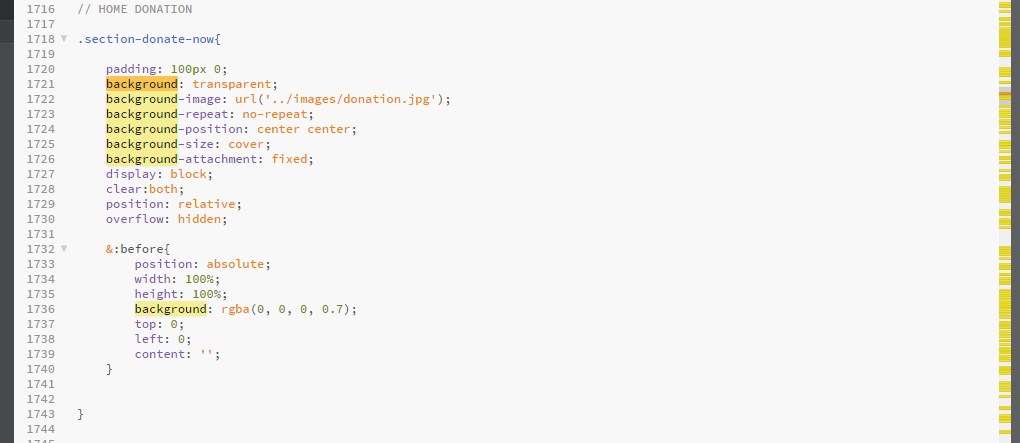 1716 // HOME DONATION
1717
1718 .section-donate-now{
1719
1720 padding: 100px 0;
1721 background: transparent;
1722 background-image: url('../images/donation.jpg');
1723 background-repeat: no-repeat;
1724 background-position: center center;
1725 background-size: cover;
1726 background-attachment: fixed;
1727 display: block;
1728 clear:both;
1729 position: relative;
1730 overflow: hidden;
1731
1732 &:before{
1733 position: absolute;
1734 width: 100%;
1735 height: 100%;
1736 background: rgba(0, 0, 0, 0.7);
1737 top: 0;
1738 left: 0;
1739 content: '';
1740 }
1741
1742
1743 }
1744